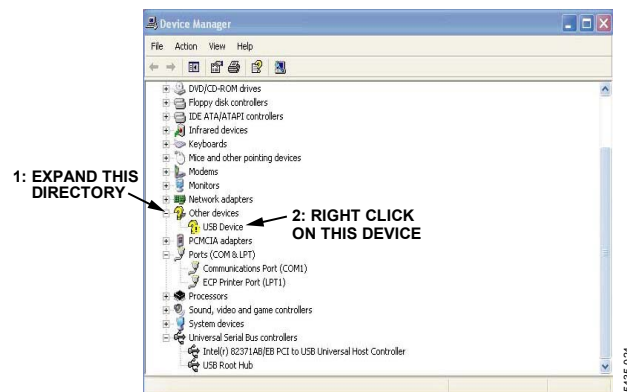 Device Manager
File Action View Help
DVD/CD-ROM drives
Floppy disk controllers
IDE ATA/ATAPI controllers
Infrared devices
Keyboards
Mice and other pointing devices
Modems
Monitors
Network adapters
Other devices
USB Device
PCMCIA adapters
Ports (COM & LPT)
Communications Port (COM1)
ECP Printer Port (LPT1)
Processors
Sound, video and game controllers
System devices
Universal Serial Bus controllers
Intel(r) 82371AB/EB PCI to USB Universal Host Controller
USB Root Hub
1: EXPAND THIS
DIRECTORY
2: RIGHT CLICK
ON THIS DEVICE